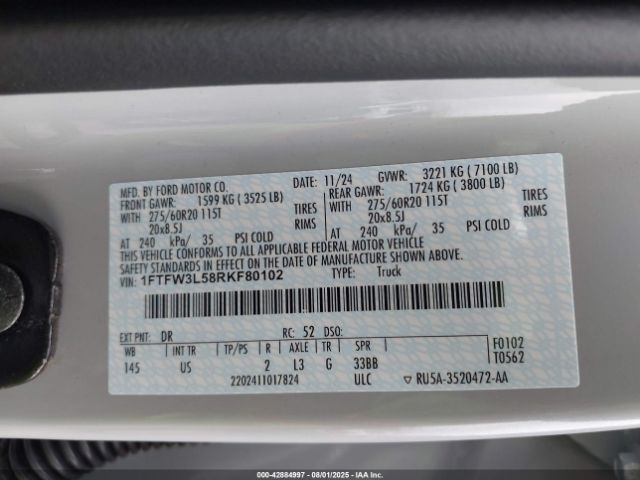 MFD. BY FORD MOTOR CO.
DATE: 11/24 GVWR: 3221 KG ( 7100 LB)
FRONT GAWR: 1599 KG ( 3525 LB)
REAR GAWR: 1724 KG ( 3800 LB)
WITH 275/60R20 115T TIRES
WITH 275/60R20 115T TIRES
20x8.5J RIMS
20x8.5J RIMS
AT 240 kPa/ 35 PSI COLD
AT 240 kPa/ 35 PSI COLD
THIS VEHICLE CONFORMS TO ALL APPLICABLE FEDERAL MOTOR VEHICLE
SAFETY STANDARDS IN EFFECT ON THE DATE OF MANUFACTURE SHOWN ABOVE.
VIN: 1FTFW3L58RKF80102 TYPE: Truck
EXT PNT: DR RC: 52 DSO:
F0102
T0562
WB INT TR TP/PS R AXLE TR SPR
145 US 2 L3 G 33BB
2202411017824 ULC ▽ RU5A-3520472-AA
000-42884997 - 08/01/2025 - IAAI.CA